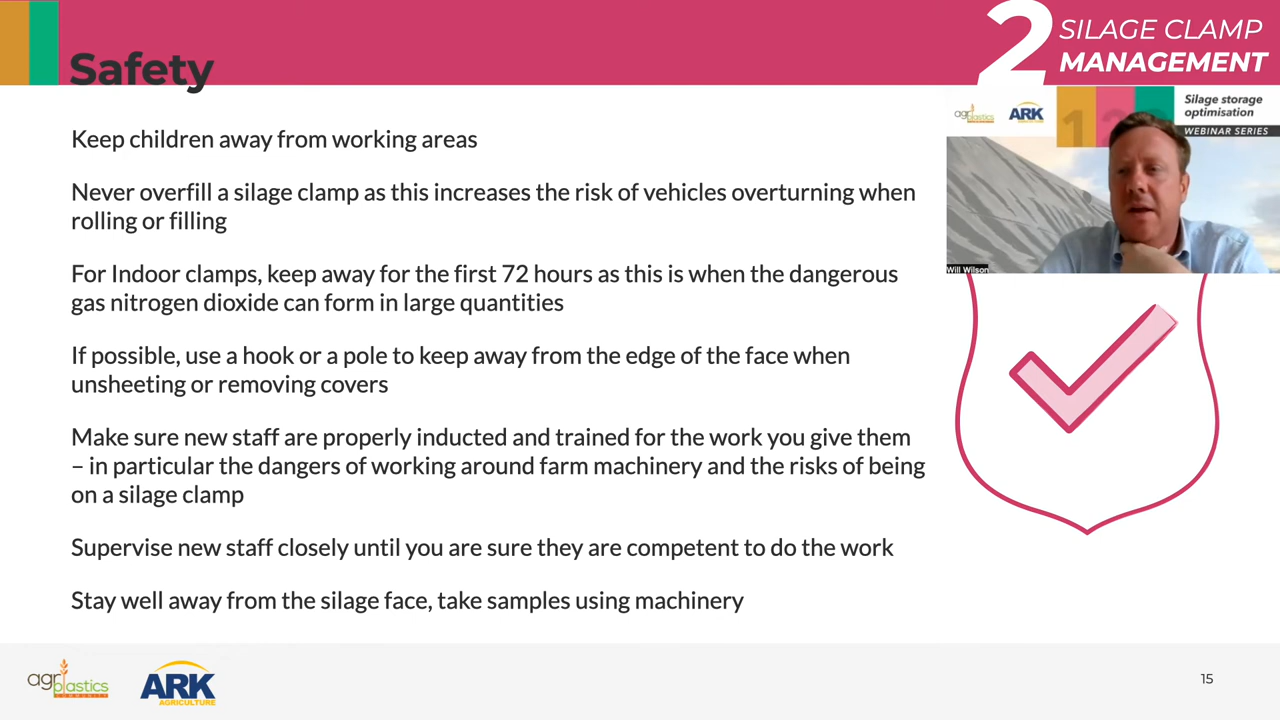 2
SILAGE CLAMP
MANAGEMENT
Safety
agriplastics
COMMUNITY
ARK
AGRICULTURE
123
Silage storage
optimisation
WEBINAR SERIES
Will Wilson
Keep children away from working areas
Never overfill a silage clamp as this increases the risk of vehicles overturning when
rolling or filling
For Indoor clamps, keep away for the first 72 hours as this is when the dangerous
gas nitrogen dioxide can form in large quantities
If possible, use a hook or a pole to keep away from the edge of the face when
unsheeting or removing covers
Make sure new staff are properly inducted and trained for the work you give them
– in particular the dangers of working around farm machinery and the risks of being
on a silage clamp
Supervise new staff closely until you are sure they are competent to do the work
Stay well away from the silage face, take samples using machinery
agriplastics
COMMUNITY
ARK
AGRICULTURE
15